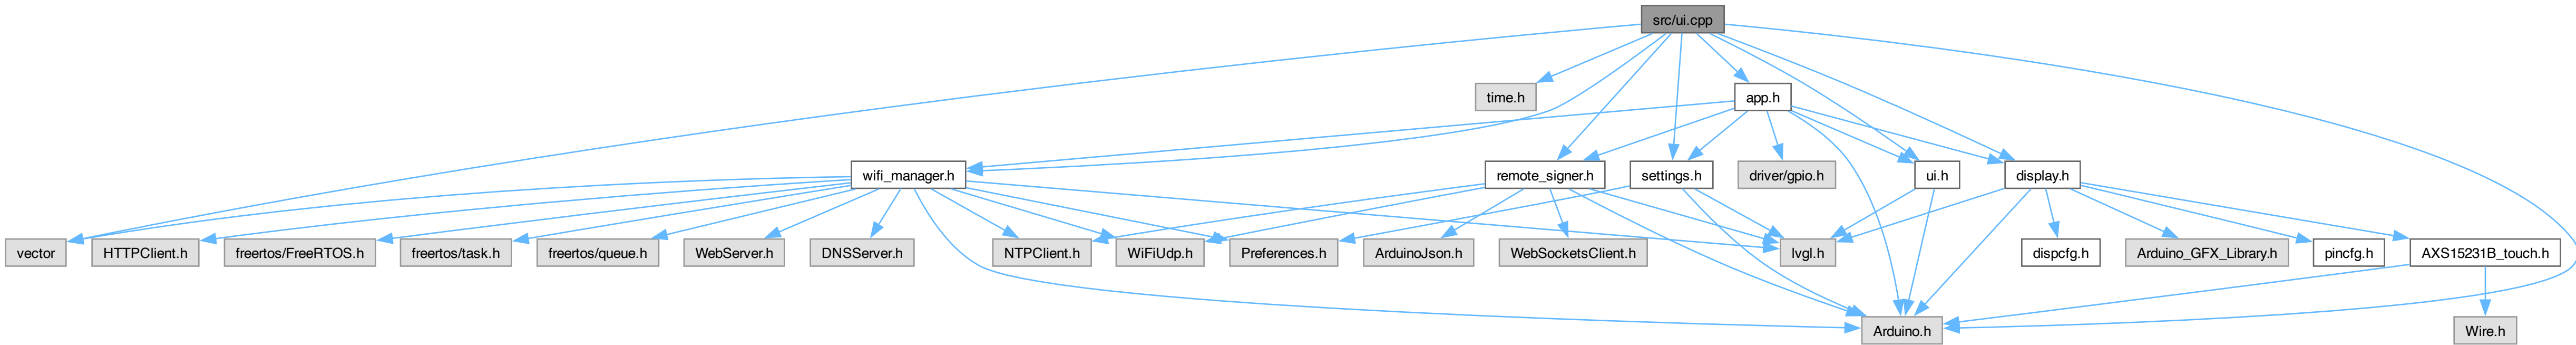 src/ui.cpp
time.h
app.h
wifi_manager.h
remote_signer.h
settings.h
driver/gpio.h
ui.h
display.h
vector
HTTPClient.h
freertos/FreeRTOS.h
freertos/task.h
freertos/queue.h
WebServer.h
DNSServer.h
NTPClient.h
WiFiUdp.h
Preferences.h
ArduinoJson.h
WebSocketsClient.h
lvgl.h
dispcfg.h
Arduino_GFX_Library.h
pincfg.h
AXS15231B_touch.h
Arduino.h
Wire.h